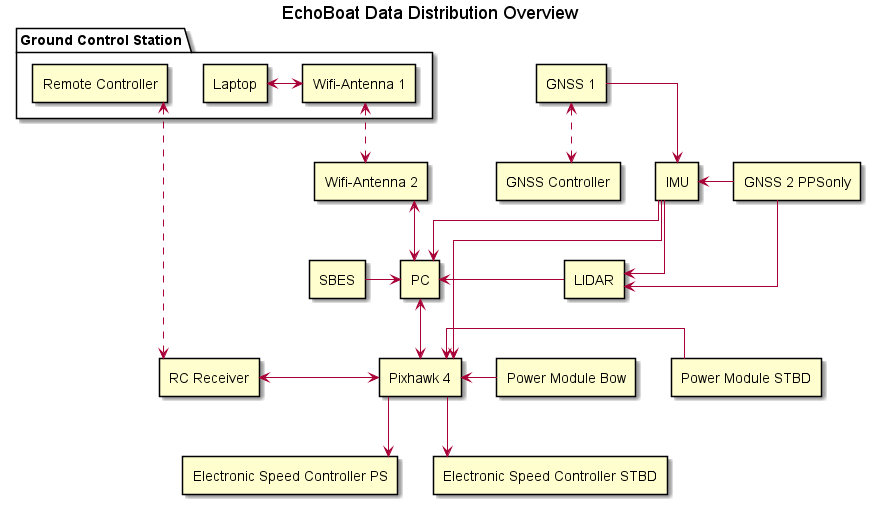 EchoBoat Data Distribution Overview
Ground Control Station
Remote Controller
Laptop
Wifi-Antenna 1
GNSS 1
Wifi-Antenna 2
GNSS Controller
IMU
GNSS 2 PPSonly
SBES
PC
LIDAR
RC Receiver
Pixhawk 4
Power Module Bow
Power Module STBD
Electronic Speed Controller PS
Electronic Speed Controller STBD